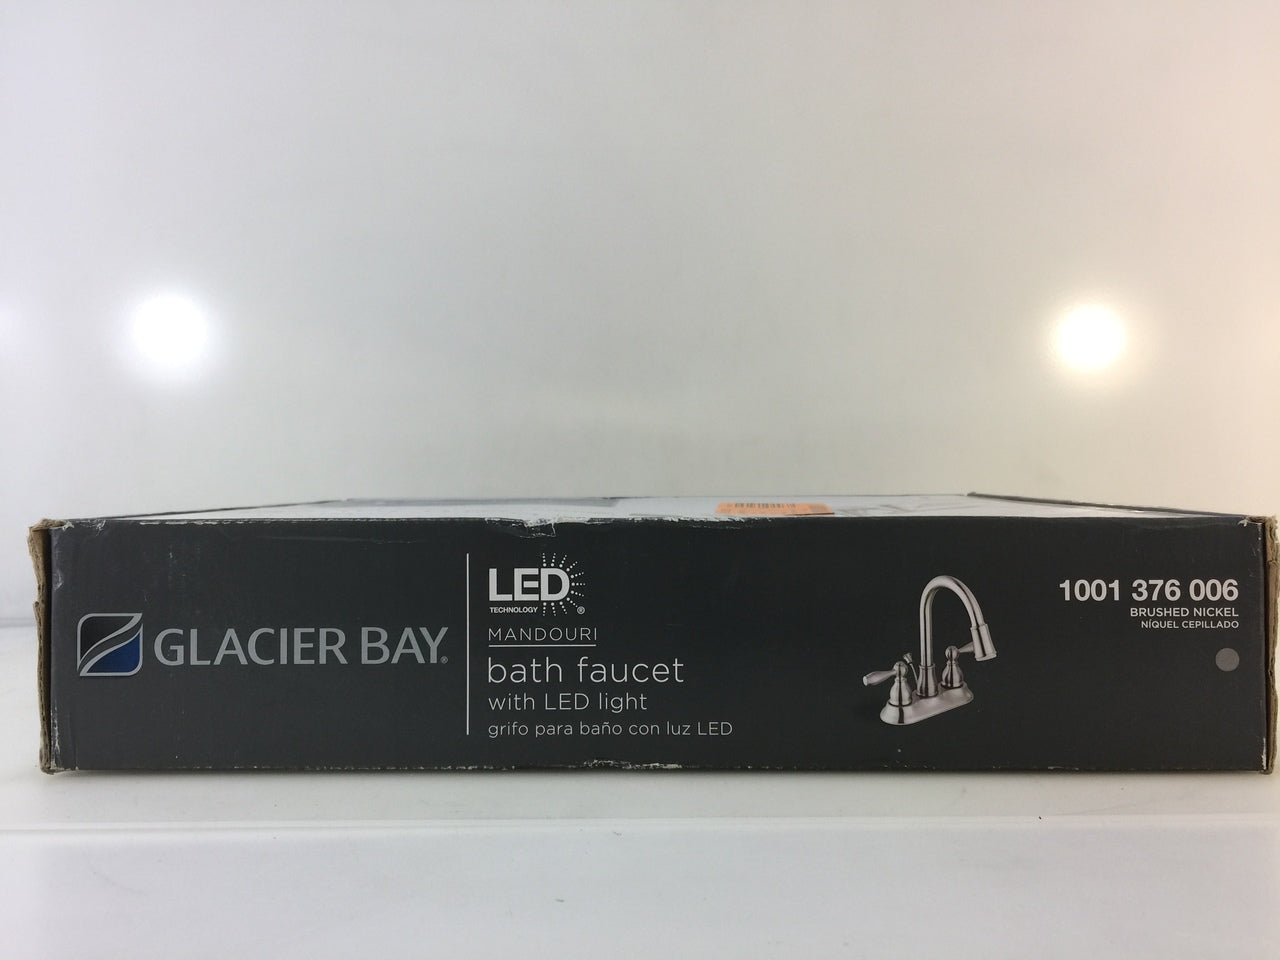 GLACIER BAY®
LED
TECHNOLOGY ®
MANDOURI
bath faucet
with LED light
grifo para baño con luz LED
1001 376 006
BRUSHED NICKEL
NÍQUEL CEPILLADO